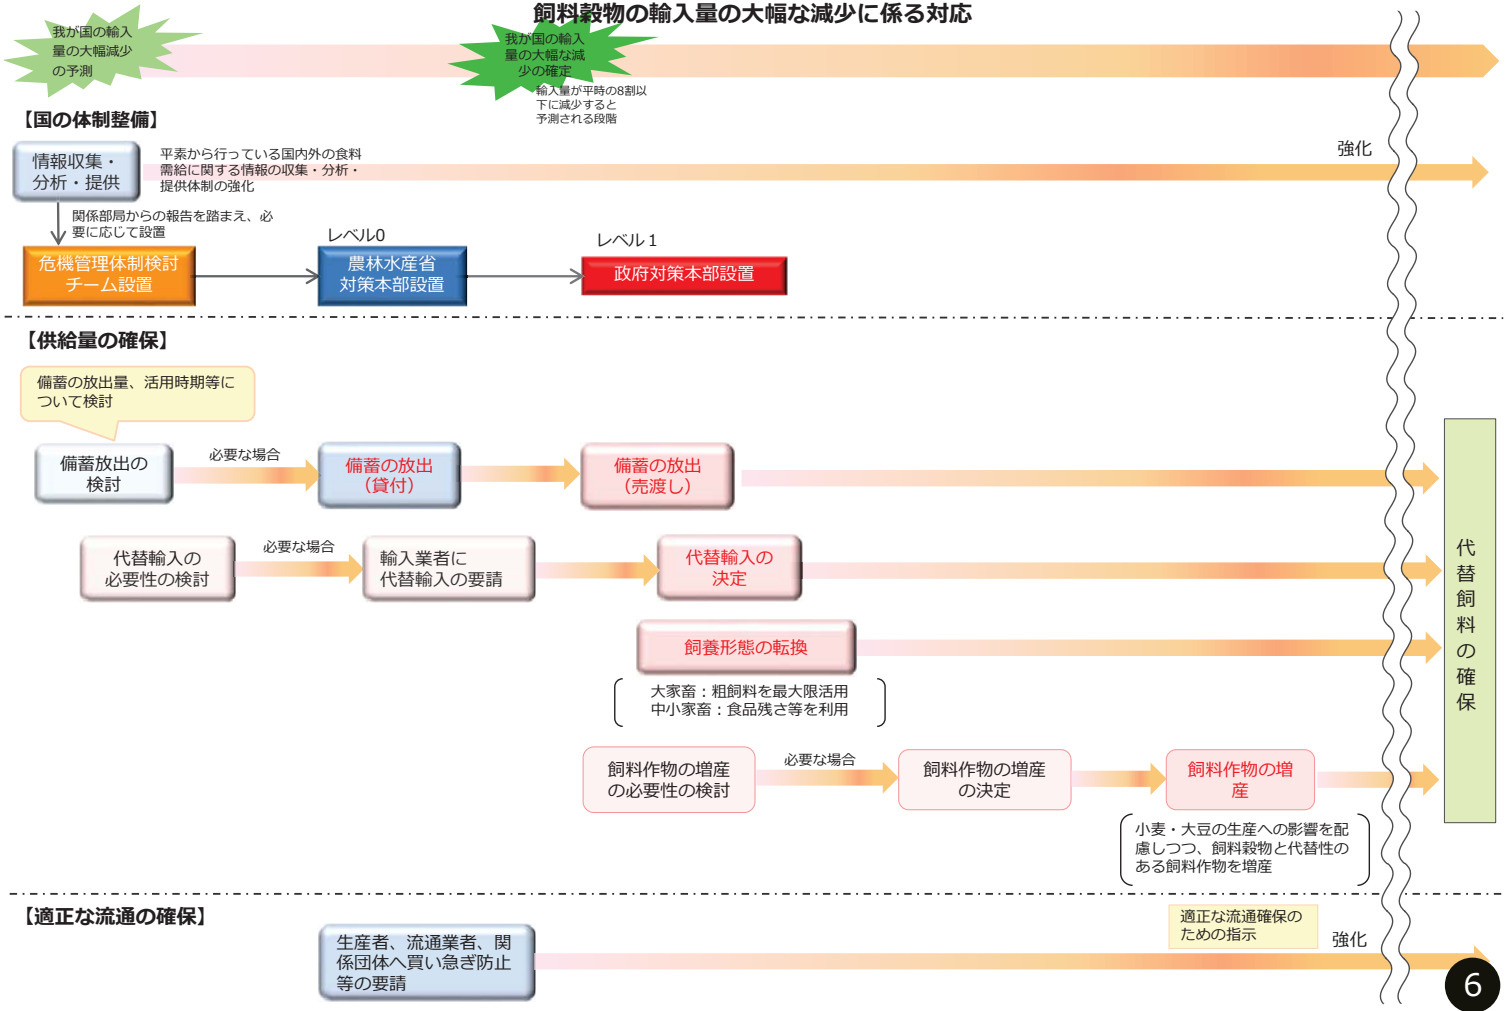 飼料穀物の輸入量の大幅な減少に係る対応
我が国の輸入
量の大幅減少
の予測
我が国の輸入
量の大幅な減
少の確定
輸入量が平時の8割以
下に減少すると
予測される段階
【国の体制整備】
情報収集・
分析・提供
平素から行っている国内外の食料
需給に関する情報の収集・分析・
提供体制の強化
強化
関係部局からの報告を踏まえ、必
要に応じて設置
危機管理体制検討
チーム設置
レベル0
農林水産省
対策本部設置
レベル１
政府対策本部設置
【供給量の確保】
備蓄の放出量、活用時期等に
ついて検討
備蓄放出の
検討
必要な場合
備蓄の放出
（貸付）
備蓄の放出
（売渡し）
代替輸入の
必要性の検討
必要な場合
輸入業者に
代替輸入の要請
代替輸入の
決定
飼養形態の転換
大家畜：粗飼料を最大限活用
中小家畜：食品残さ等を利用
飼料作物の増産
の必要性の検討
必要な場合
飼料作物の増産
の決定
飼料作物の増
産
小麦・大豆の生産への影響を配
慮しつつ、飼料穀物と代替性の
ある飼料作物を増産
代替飼料の確保
【適正な流通の確保】
生産者、流通業者、関
係団体へ買い急ぎ防止
等の要請
適正な流通確保の
ための指示
強化
6